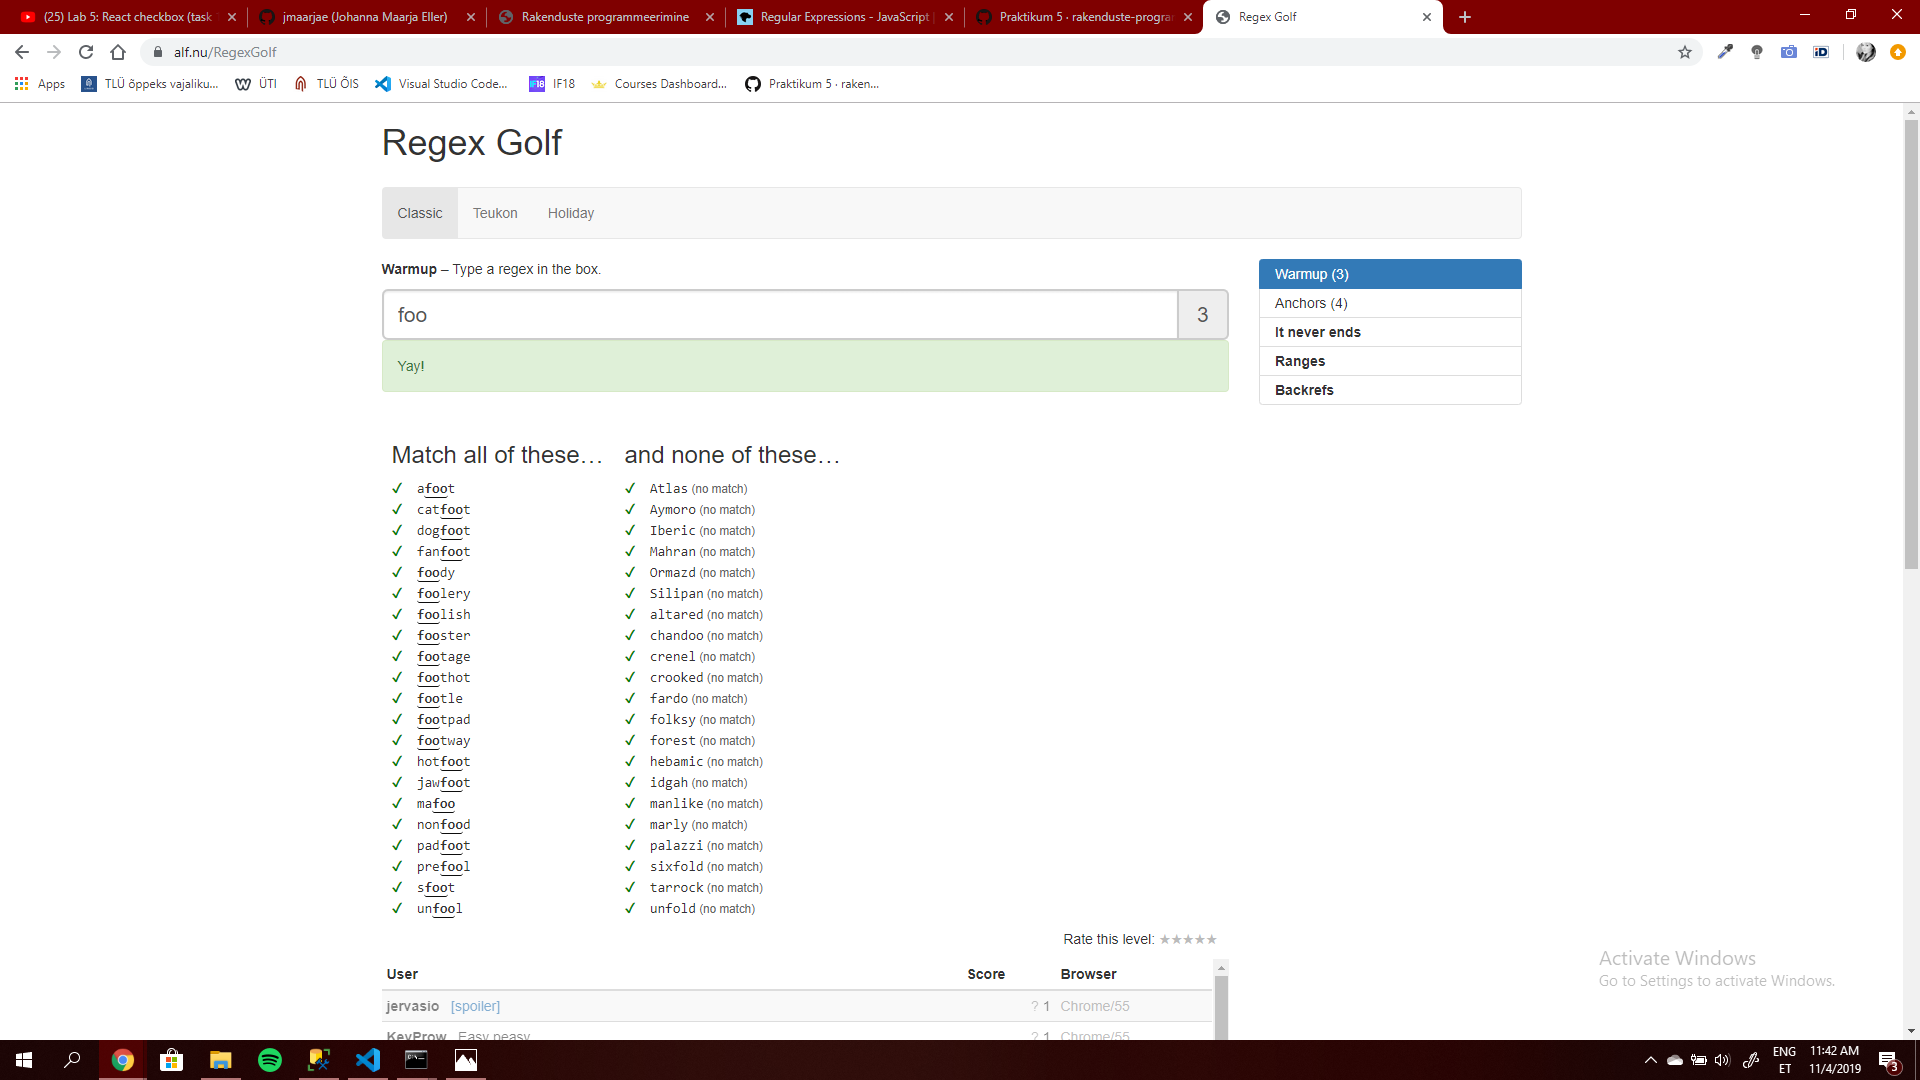 (25) Lab 5: React checkbox (task
jmaarjae (Johanna Maarja Eller)
Rakenduste programmeerimine
Regular Expressions - JavaScript
Praktikum 5 · rakenduste-progra
Regex Golf
alf.nu/RegexGolf
Apps
TLÜ õppeks vajaliku...
ÜTI
TLÜ ÕIS
Visual Studio Code...
IF18
Courses Dashboard...
Praktikum 5 · raken...
Regex Golf
Classic
Teukon
Holiday
Warmup – Type a regex in the box.
foo
3
Yay!
Warmup (3)
Anchors (4)
It never ends
Ranges
Backrefs
Match all of these…
afoot
catfoot
dogfoot
fanfoot
foody
foolery
foolish
fooster
footage
foothot
footle
footpad
footway
hotfoot
jawfoot
mafoo
nonfood
padfoot
prefool
sfoot
unfool
and none of these…
Atlas (no match)
Aymoro (no match)
Iberic (no match)
Mahran (no match)
Ormazd (no match)
Silipan (no match)
altared (no match)
chandoo (no match)
crenel (no match)
crooked (no match)
fardo (no match)
folksy (no match)
forest (no match)
hebamic (no match)
idgah (no match)
manlike (no match)
marly (no match)
palazzi (no match)
sixfold (no match)
tarrock (no match)
unfold (no match)
Rate this level: ★★★★★
User Score Browser
jervasio [spoiler] ? 1 Chrome/55
KeyProw Easy peasy ? 1 Chrome/55
Activate Windows
Go to Settings to activate Windows.
ENG
ET
11:42 AM
11/4/2019
3